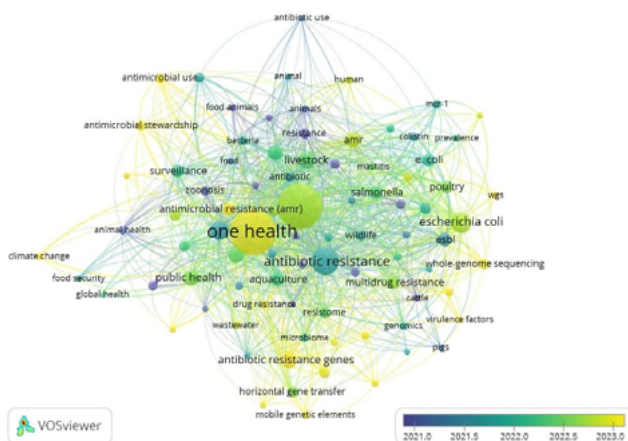 antibiotic use
antimicrobial use
animal
human
food animals
animals
mcr-1
antimicrobial stewardship
resistance
amr
colistin
prevalence
bacteria
food
livestock
mastitis
e. coli
surveillance
antibiotic
zoonosis
salmonella
poultry
wgs
antimicrobial resistance (amr)
escherichia coli
animal health
one health
wildlife
esbl
climate change
antibiotic resistance
whole-genome sequencing
food security
public health
aquaculture
multidrug resistance
global health
cattle
drug resistance
resistome
virulence factors
wastewater
genomics
microbiome
pigs
antibiotic resistance genes
horizontal gene transfer
mobile genetic elements
VOSviewer
2021.0 2021.5 2022.0 2022.5 2023.0